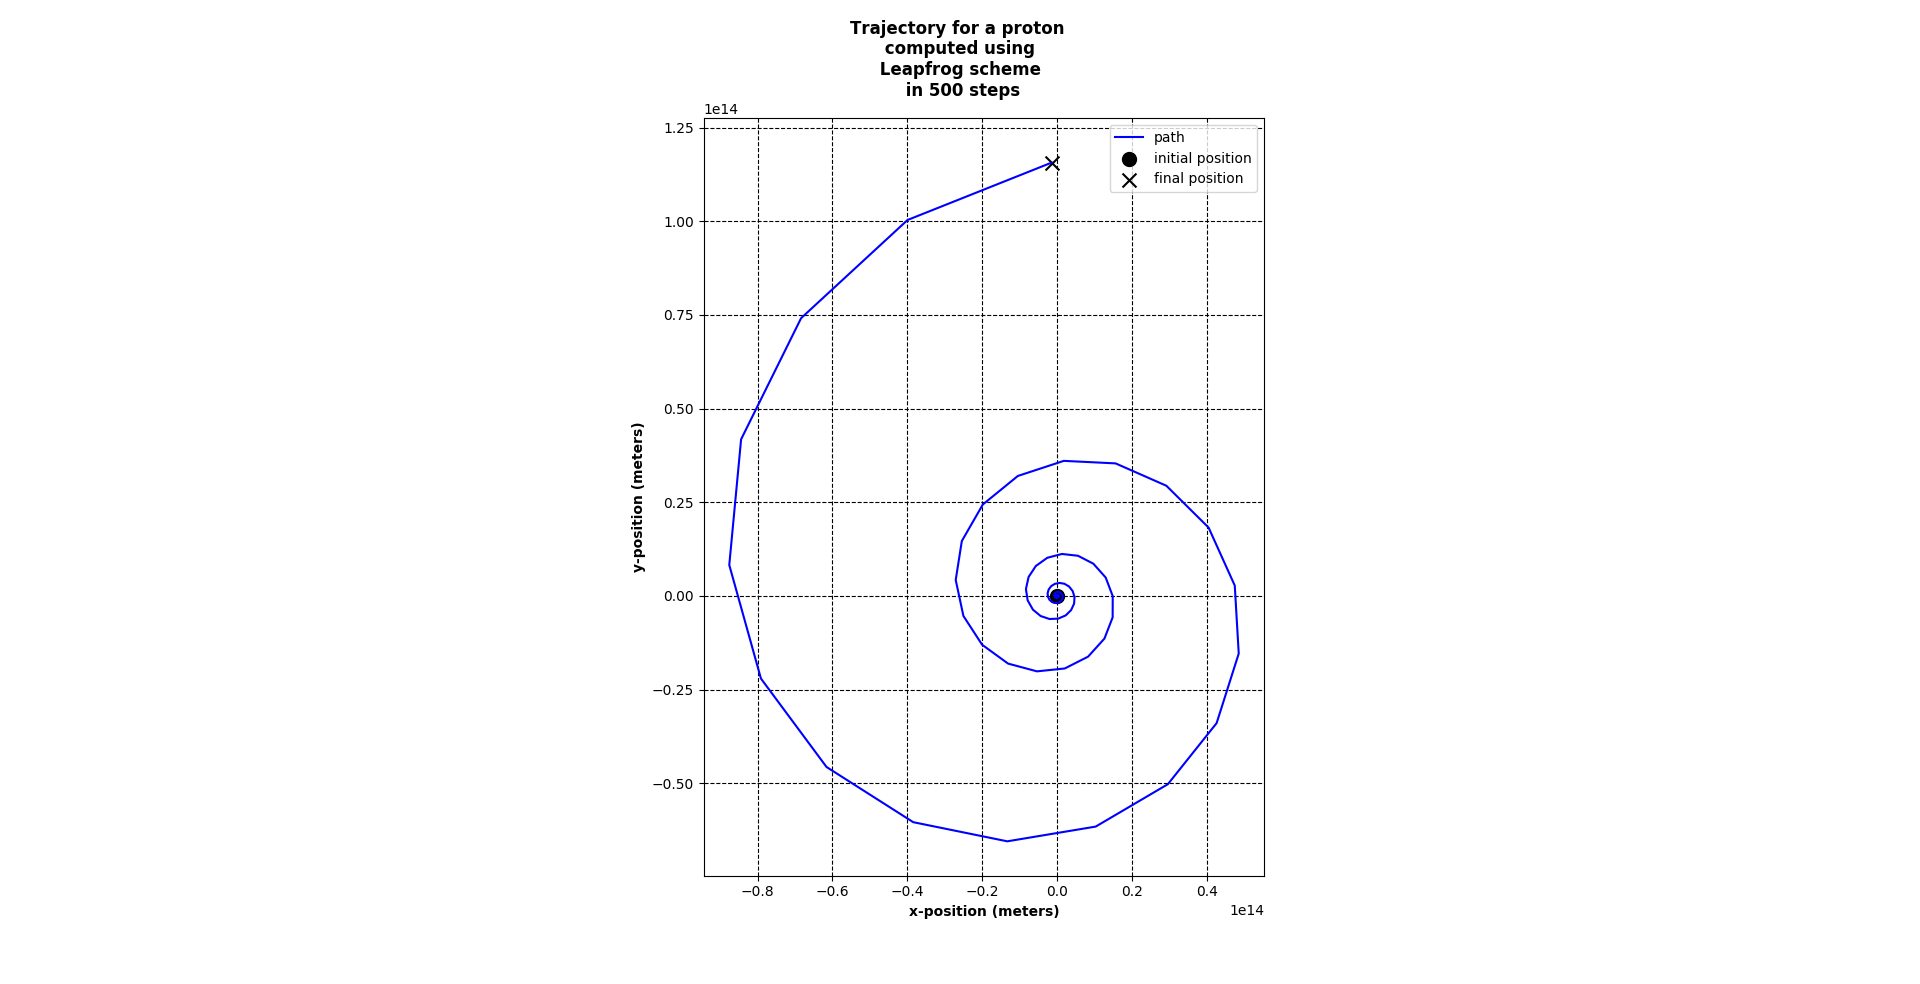 Trajectory for a proton
computed using
Leapfrog scheme
in 500 steps
1e14
path
initial position
final position
1.25
1.00
0.75
0.50
0.25
0.00
−0.25
−0.50
y-position (meters)
−0.8 −0.6 −0.4 −0.2 0.0 0.2 0.4
x-position (meters)
1e14